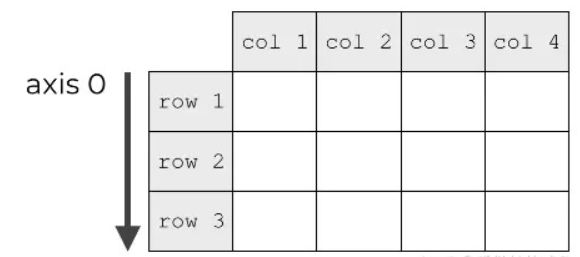 col 1 col 2 col 3 col 4
axis 0
row 1
row 2
row 3